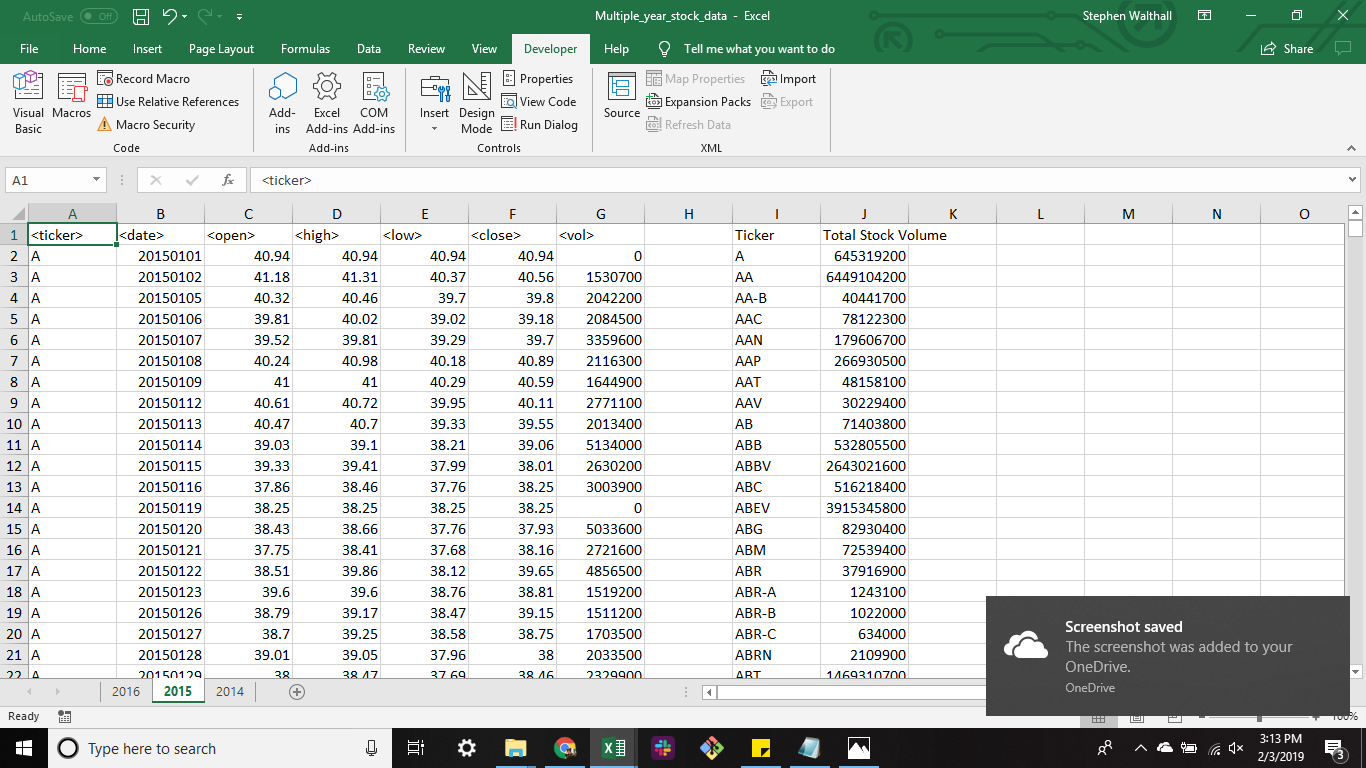 AutoSave Off Multiple_year_stock_data - Excel Stephen Walthall
File Home Insert Page Layout Formulas Data Review View Developer Help Tell me what you want to do Share
Visual Basic
Macros
Record Macro
Use Relative References
Macro Security
Code
Add-ins
Excel Add-ins
COM Add-ins
Add-ins
Insert
Design Mode
Properties
View Code
Run Dialog
Controls
Source
Map Properties
Expansion Packs
Refresh Data
Import
Export
XML
A1 fx <ticker>
A B C D E F G H I J K L M N O
1 <ticker> <date> <open> <high> <low> <close> <vol> Ticker Total Stock Volume
2 A 20150101 40.94 40.94 40.94 40.94 0 A 645319200
3 A 20150102 41.18 41.31 40.37 40.56 1530700 AA 6449104200
4 A 20150105 40.32 40.46 39.7 39.8 2042200 AA-B 40441700
5 A 20150106 39.81 40.02 39.02 39.18 2084500 AAC 78122300
6 A 20150107 39.52 39.81 39.29 39.7 3359600 AAN 179606700
7 A 20150108 40.24 40.98 40.18 40.89 2116300 AAP 266930500
8 A 20150109 41 41 40.29 40.59 1644900 AAT 48158100
9 A 20150112 40.61 40.72 39.95 40.11 2771100 AAV 30229400
10 A 20150113 40.47 40.7 39.33 39.55 2013400 AB 71403800
11 A 20150114 39.03 39.1 38.21 39.06 5134000 ABB 532805500
12 A 20150115 39.33 39.41 37.99 38.01 2630200 ABBV 2643021600
13 A 20150116 37.86 38.46 37.76 38.25 3003900 ABC 516218400
14 A 20150119 38.25 38.25 38.25 38.25 0 ABEV 3915345800
15 A 20150120 38.43 38.66 37.76 37.93 5033600 ABG 82930400
16 A 20150121 37.75 38.41 37.68 38.16 2721600 ABM 72539400
17 A 20150122 38.51 39.86 38.12 39.65 4856500 ABR 37916900
18 A 20150123 39.6 39.6 38.76 38.81 1519200 ABR-A 1243100
19 A 20150126 38.79 39.17 38.47 39.15 1511200 ABR-B 1022000
20 A 20150127 38.7 39.25 38.58 38.75 1703500 ABR-C 634000
21 A 20150128 39.01 39.05 37.96 38 2033500 ABRN 2109900
22 A 20150129 38 38.47 37.69 38.46 2329900 ABT 1469310700
Screenshot saved
The screenshot was added to your
OneDrive.
OneDrive
2016 2015 2014
Ready 100%
Type here to search
3:13 PM
2/3/2019
3